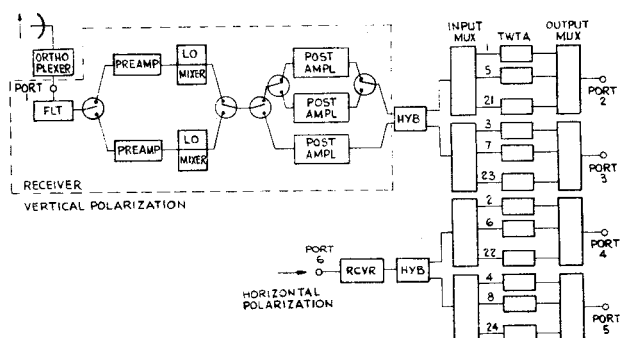 INPUT MUX
TWTA
OUTPUT MUX
ORTHO PLEXER
PORT 1
FLT
PREAMP
LO
MIXER
PREAMP
LO
MIXER
POST AMPL
POST AMPL
POST AMPL
HYB
RECEIVER
VERTICAL POLARIZATION
1
5
21
PORT 2
3
7
23
PORT 3
2
6
22
PORT 4
PORT 6
RCVR
HYB
HORIZONTAL POLARIZATION
4
8
24
PORT 5